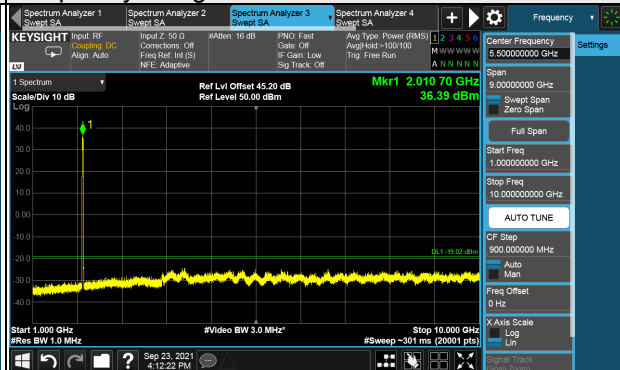 Spectrum Analyzer 1
Swept SA
Spectrum Analyzer 2
Swept SA
Spectrum Analyzer 3
Swept SA
Spectrum Analyzer 4
Swept SA
+
Frequency
KEYSIGHT
Input: RF
Coupling: DC
Align: Auto
Input Z: 50 Ω
Corrections: Off
Freq Ref: Int (S)
NFE: Adaptive
#Atten: 16 dB
PNO: Fast
Gate: Off
IF Gain: Low
Sig Track: Off
Avg Type: Power (RMS)
Avg|Hold:>100/100
Trig: Free Run
1 2 3 4 5 6
M W W W W W
A N N N N N
LXI
1 Spectrum
Scale/Div 10 dB
Log
Ref Lvl Offset 45.20 dB
Ref Level 50.00 dBm
Mkr1 2.010 70 GHz
36.39 dBm
1
40.0
30.0
20.0
10.0
0.00
-10.0
-20.0
-30.0
-40.0
DL1 -19.02 dBm
Start 1.000 GHz
#Res BW 1.0 MHz
#Video BW 3.0 MHz*
Stop 10.000 GHz
#Sweep ~301 ms (20001 pts)
?
Sep 23, 2021
4:12:22 PM
Settings
Center Frequency
5.500000000 GHz
Span
9.00000000 GHz
Swept Span
Zero Span
Full Span
Start Freq
1.000000000 GHz
Stop Freq
10.000000000 GHz
AUTO TUNE
CF Step
900.000000 MHz
Auto
Man
Freq Offset
0 Hz
X Axis Scale
Log
Lin
Signal Track